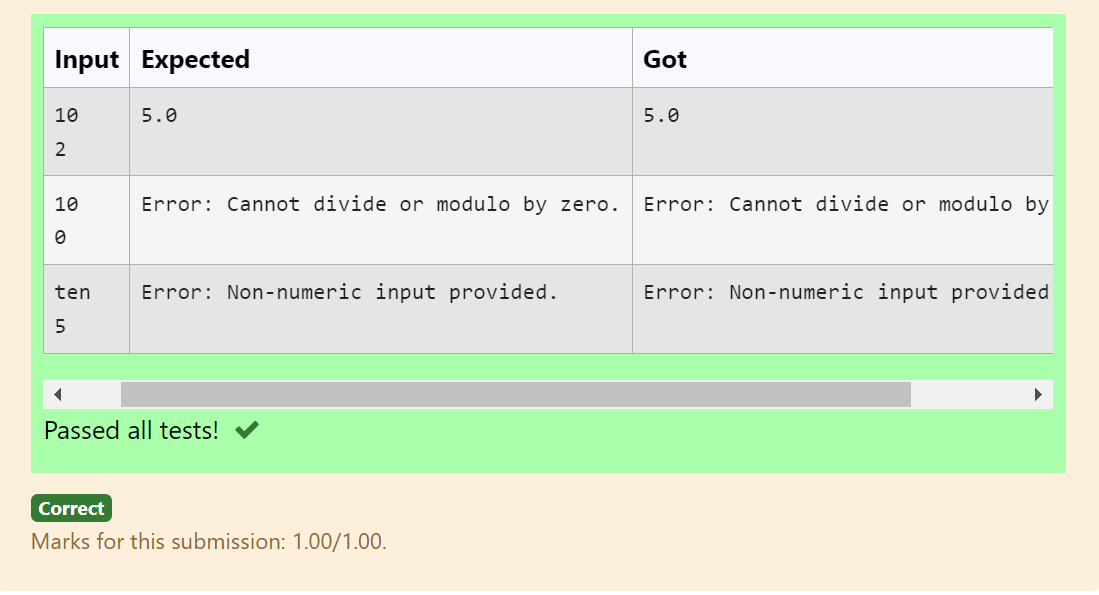 Input Expected Got
10 5.0 5.0
2
10 Error: Cannot divide or modulo by zero. Error: Cannot divide or modulo by
0
ten Error: Non-numeric input provided. Error: Non-numeric input provided
5
Passed all tests!
Correct
Marks for this submission: 1.00/1.00.